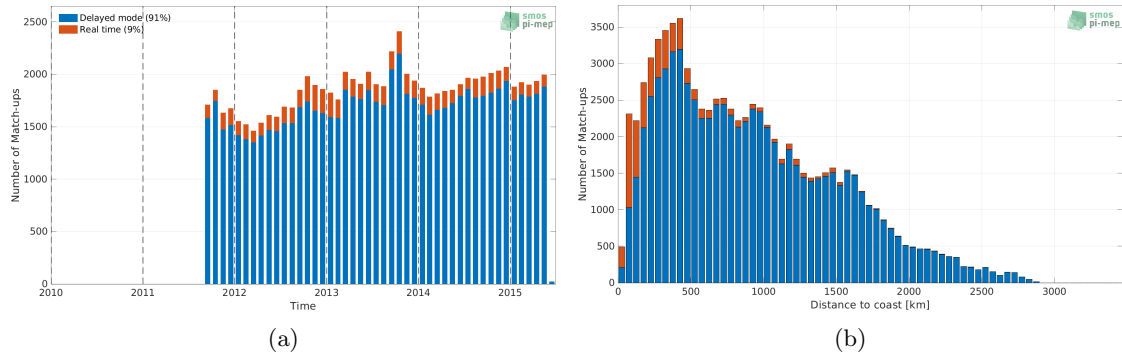 Delayed mode (91%)
Real time (9%)
smos
pi-mep
Number of Match-ups
2500
2000
1500
1000
500
0
2010 2011 2012 2013 2014 2015
Time
(a)
smos
pi-mep
Number of Match-ups
3500
3000
2500
2000
1500
1000
500
0
0 500 1000 1500 2000 2500 3000
Distance to coast [km]
(b)